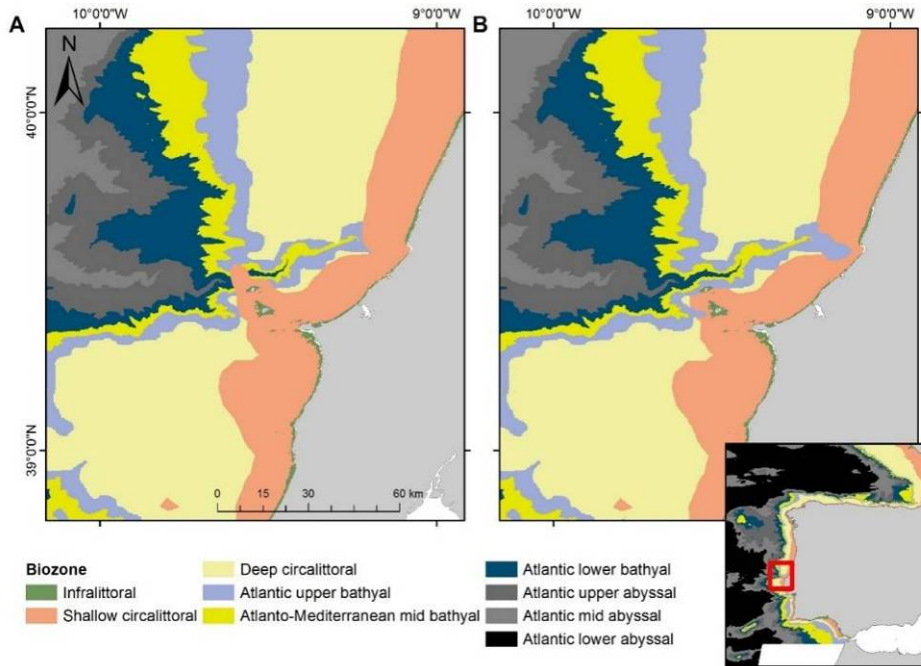 10°0'0"W
9°0'0"W
10°0'0"W
9°0'0"W
A
B
N
40°0'0"N
39°0'0"N
0 15 30 60 km
Biozone
Infralittoral
Shallow circalittoral
Deep circalittoral
Atlantic upper bathyal
Atlanto-Mediterranean mid bathyal
Atlantic lower bathyal
Atlantic upper abyssal
Atlantic mid abyssal
Atlantic lower abyssal